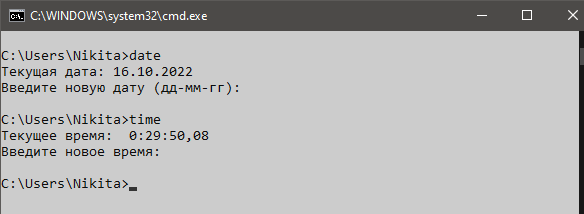 C:\WINDOWS\system32\cmd.exe
C:\Users\Nikita>date
Текущая дата: 16.10.2022
Введите новую дату (дд-мм-гг):
C:\Users\Nikita>time
Текущее время:  0:29:50,08
Введите новое время:
C:\Users\Nikita>